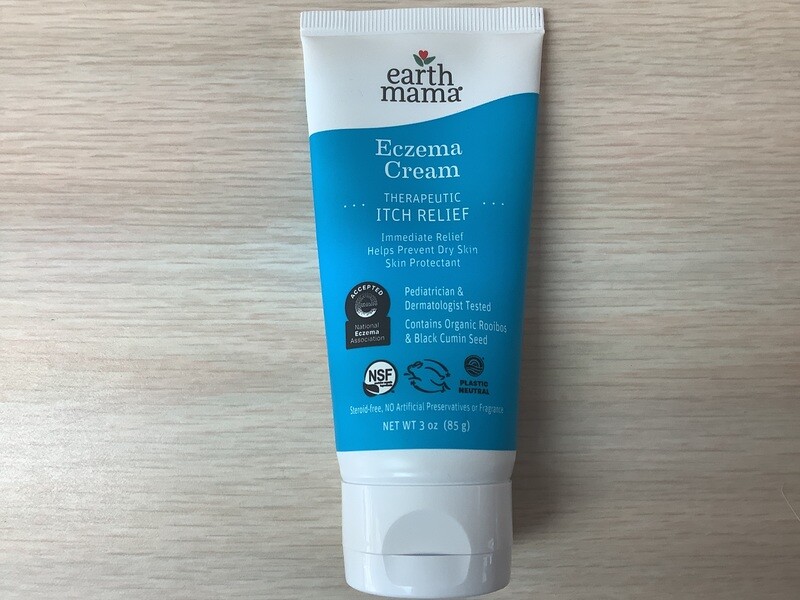 earth
mama®
Eczema
Cream
THERAPEUTIC
... ITCH RELIEF ...
Immediate Relief
Helps Prevent Dry Skin
Skin Protectant
ACCEPTED
National
Eczema
Association
Pediatrician &
Dermatologist Tested
Contains Organic Rooibos
& Black Cumin Seed
NSF
PLASTIC
NEUTRAL
Steroid-free, NO Artificial Preservatives or Fragrance
NET WT 3 oz (85 g)